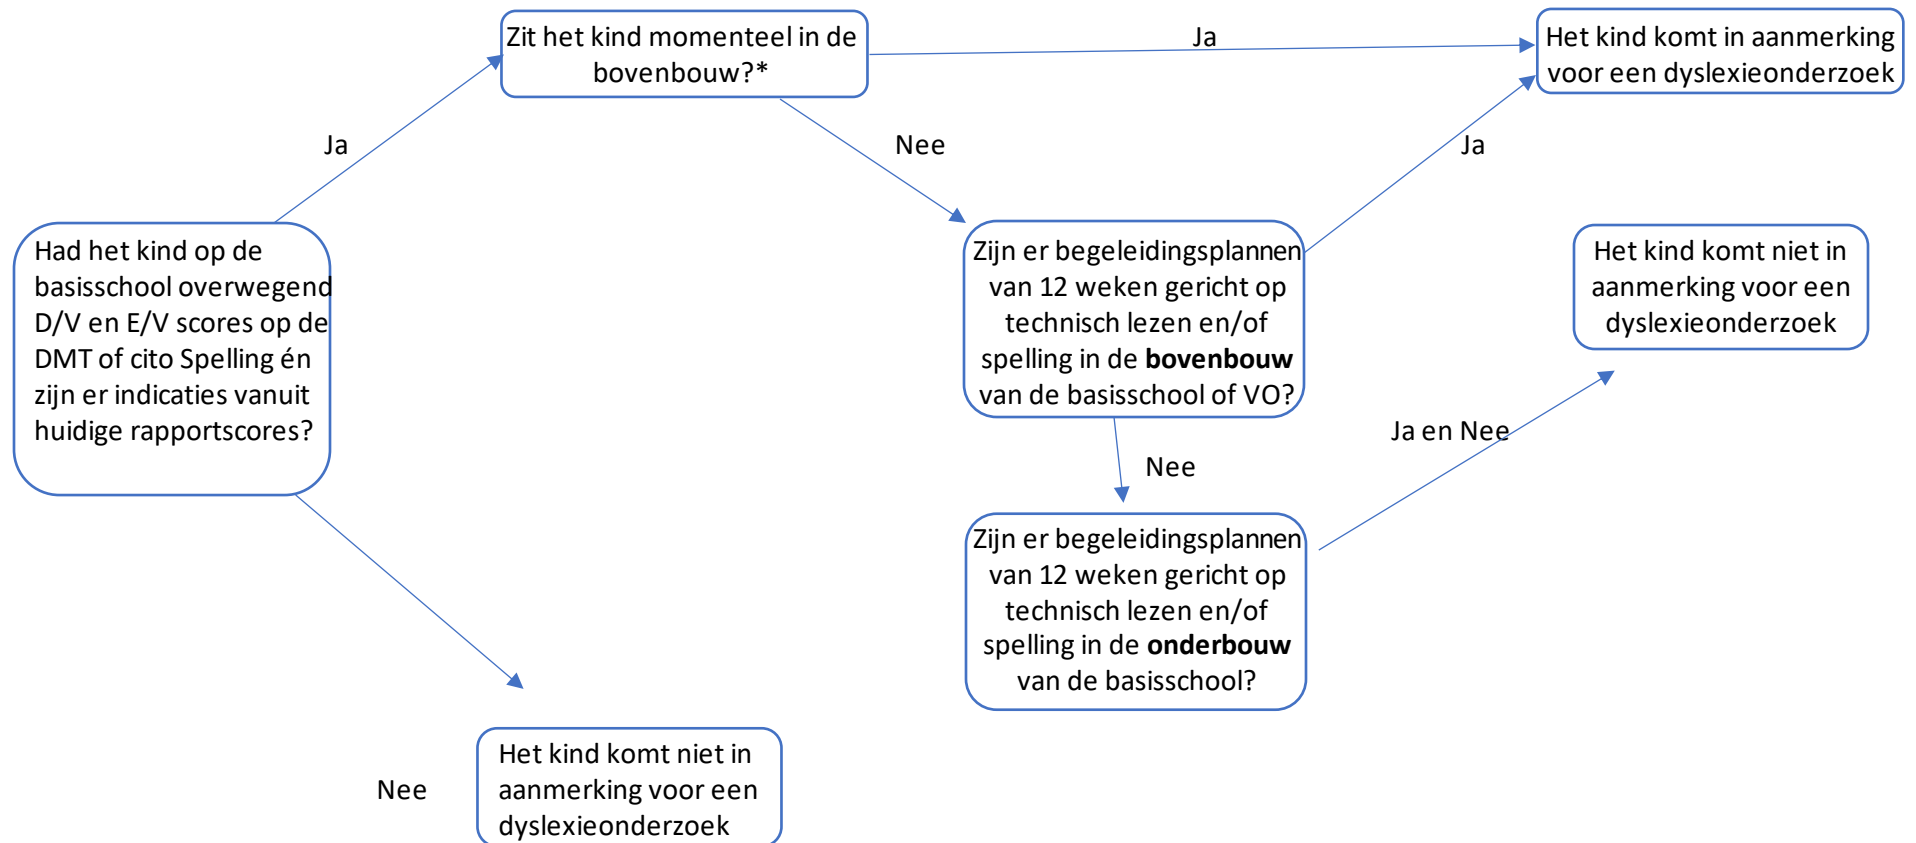 Zit het kind momenteel in de
bovenbouw?*
Ja
Het kind komt in aanmerking
voor een dyslexieonderzoek
Ja
Nee
Ja
Had het kind op de
basisschool overwegend
D/V en E/V scores op de
DMT of cito Spelling én
zijn er indicaties vanuit
huidige rapportscores?
Zijn er begeleidingsplannen
van 12 weken gericht op
technisch lezen en/of
spelling in de bovenbouw
van de basisschool of VO?
Het kind komt niet in
aanmerking voor een
dyslexieonderzoek
Ja en Nee
Nee
Zijn er begeleidingsplannen
van 12 weken gericht op
technisch lezen en/of
spelling in de onderbouw
van de basisschool?
Nee
Het kind komt niet in
aanmerking voor een
dyslexieonderzoek